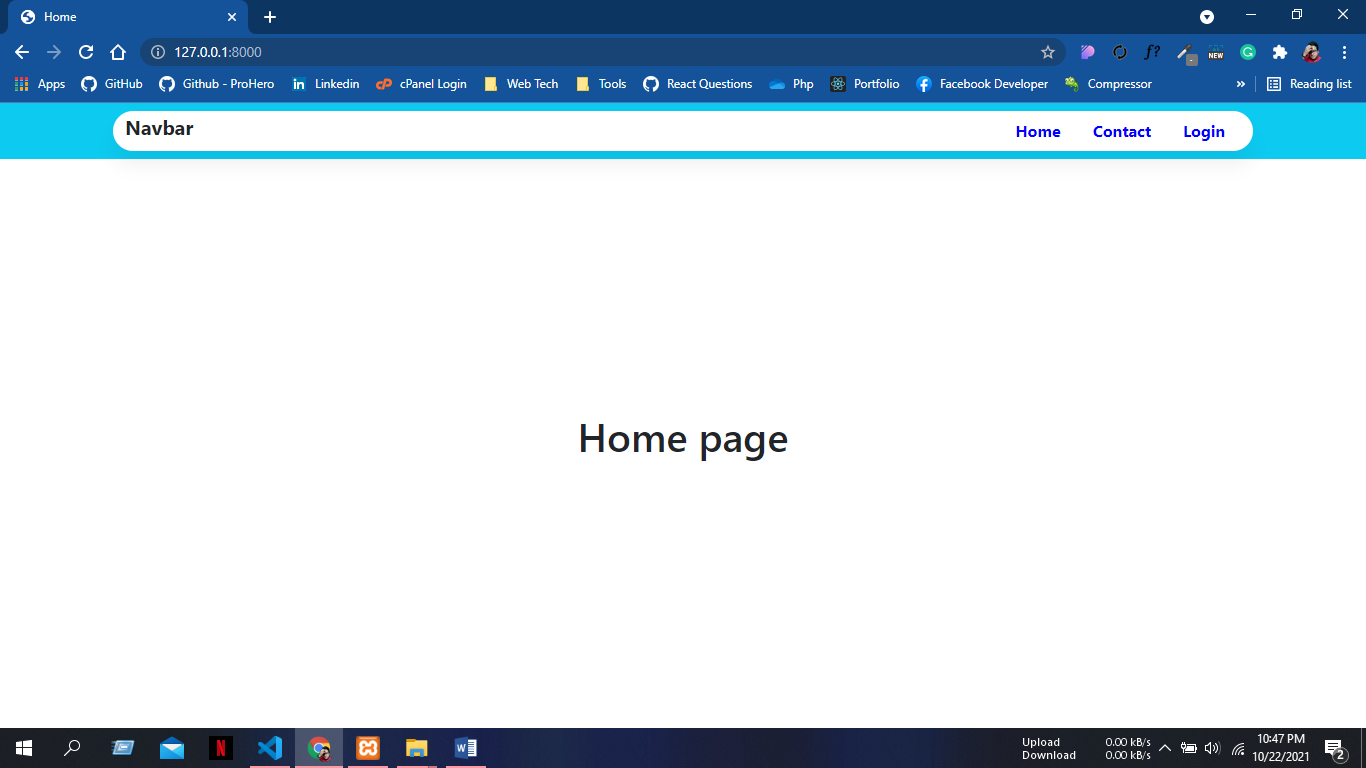 Home
127.0.0.1:8000
f?
NEW
Apps GitHub Github - ProHero Linkedin cPanel Login Web Tech Tools React Questions Php Portfolio Facebook Developer Compressor » Reading list
Navbar Home Contact Login
Home page
Upload 0.00 kB/s
Download 0.00 kB/s
10:47 PM
10/22/2021
2